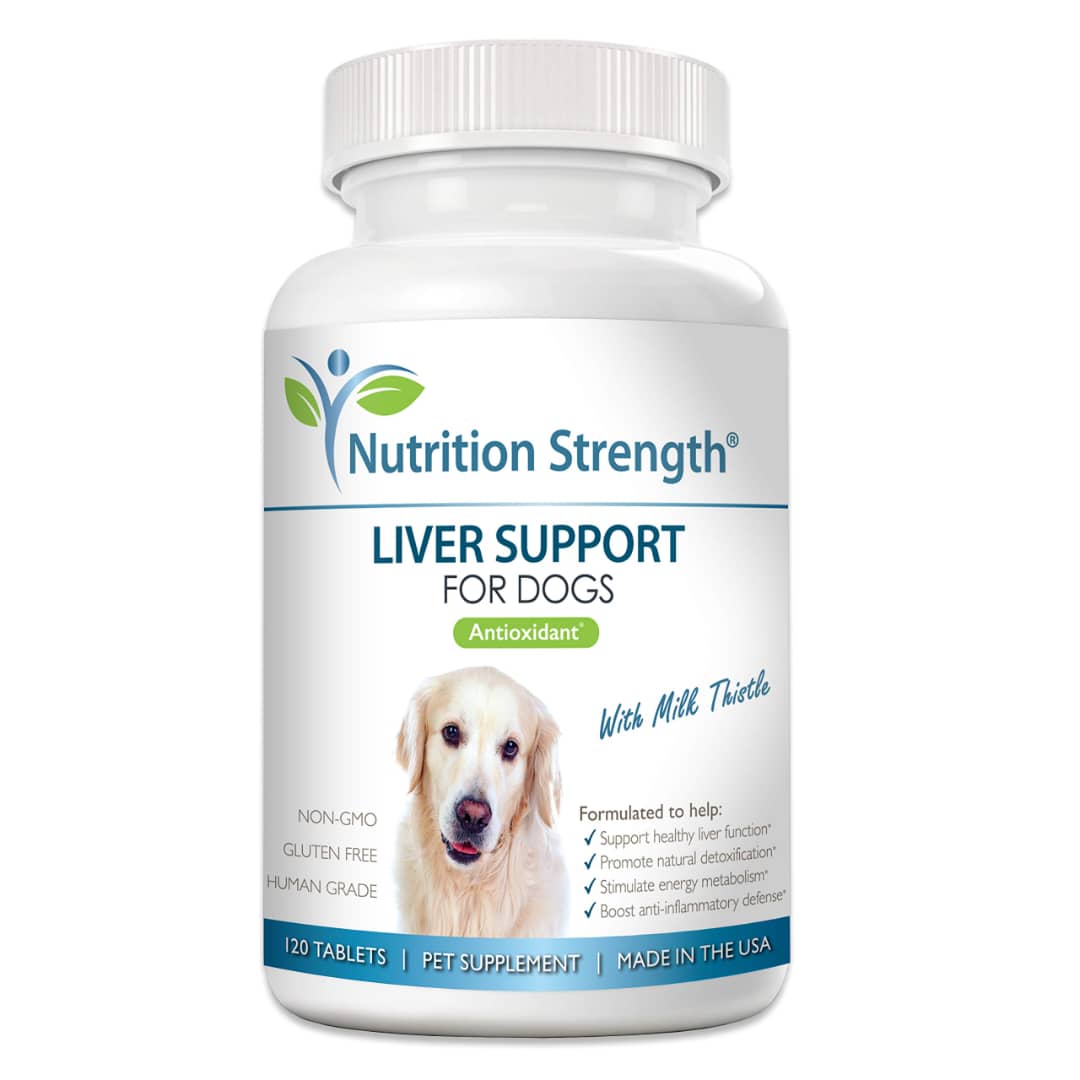 Nutrition Strength®
LIVER SUPPORT
FOR DOGS
Antioxidant*
With Milk Thistle
NON-GMO
GLUTEN FREE
HUMAN GRADE
Formulated to help:
✓ Support healthy liver function*
✓ Promote natural detoxification*
✓ Stimulate energy metabolism*
✓ Boost anti-inflammatory defense*
120 TABLETS | PET SUPPLEMENT | MADE IN THE USA